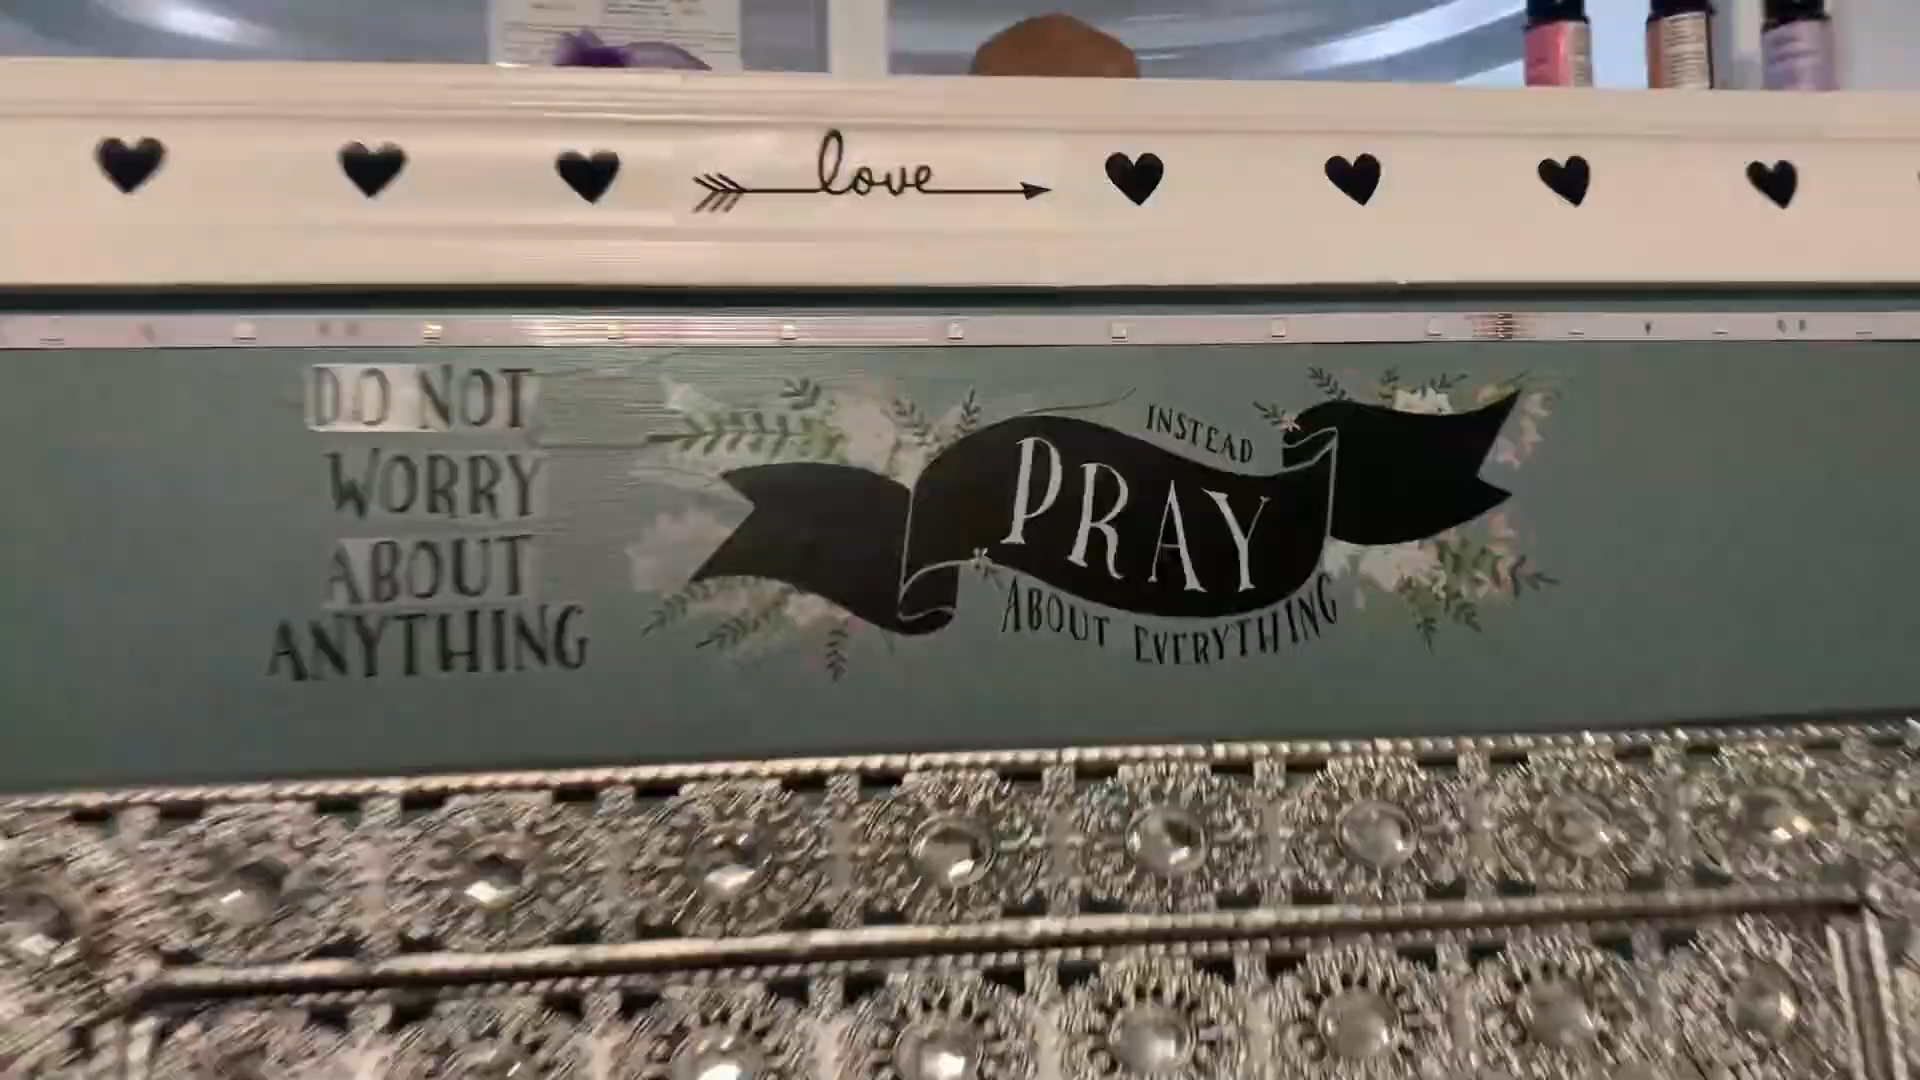 love
DO NOT
WORRY
ABOUT
ANYTHING
INSTEAD
PRAY
ABOUT EVERYTHING